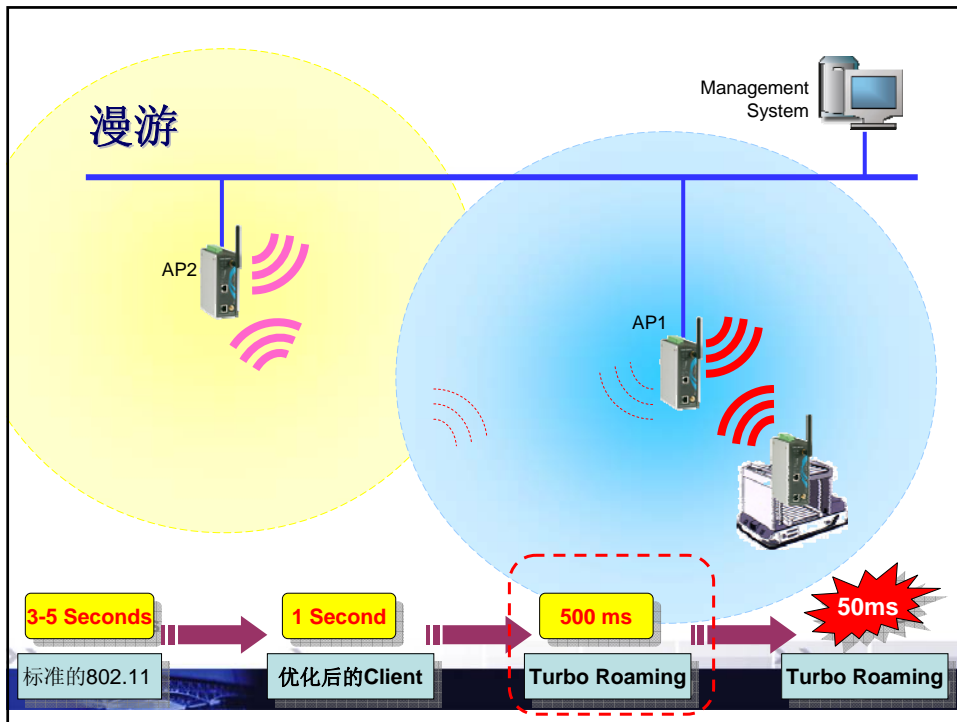 漫游
Management
System
AP2
AP1
3-5 Seconds
1 Second
500 ms
50ms
标准的802.11
优化后的Client
Turbo Roaming
Turbo Roaming